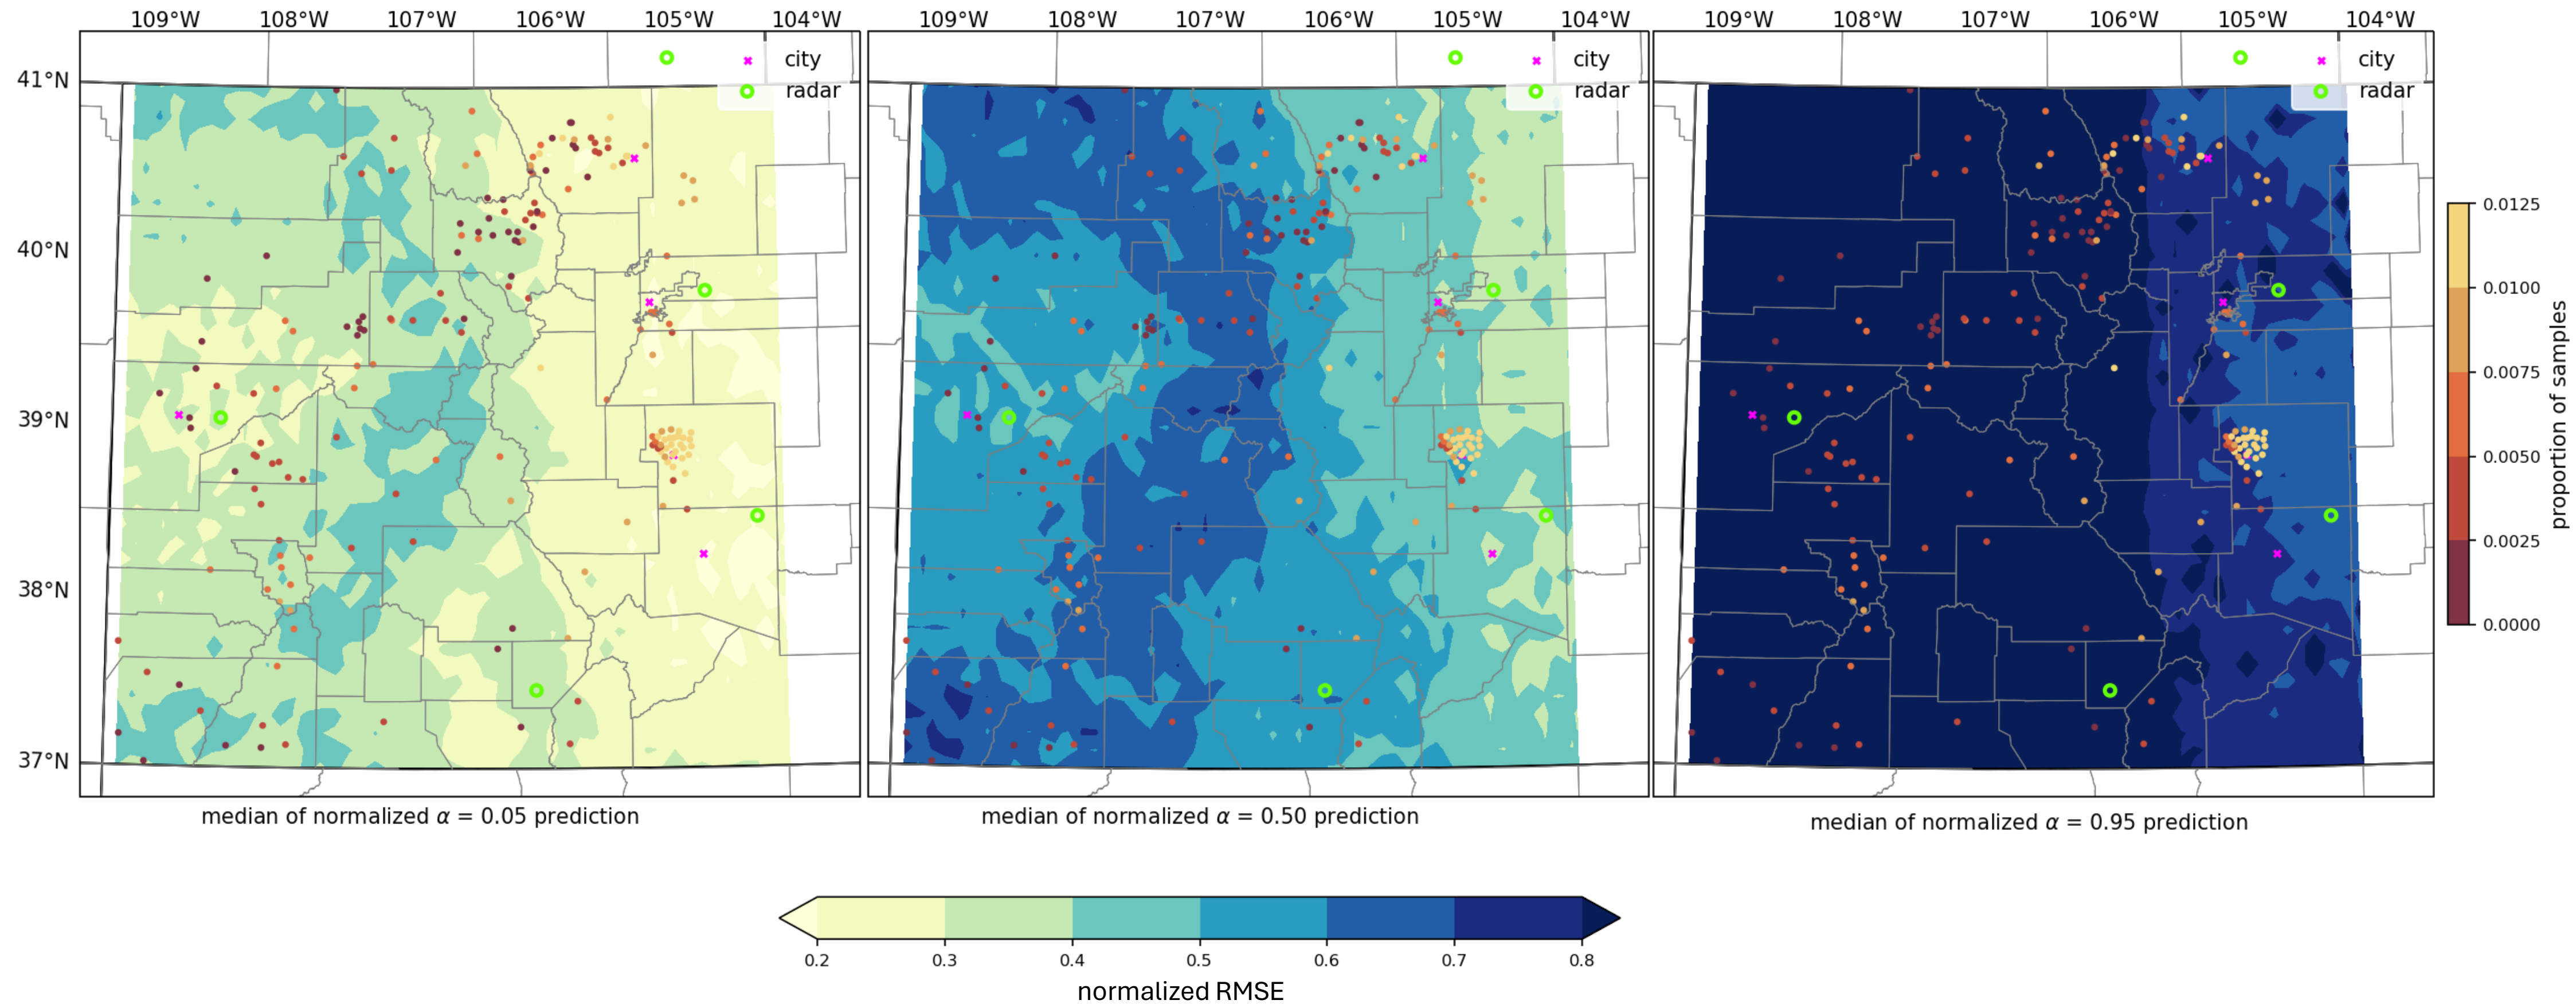 109°W 108°W 107°W 106°W 105°W 104°W 109°W 108°W 107°W 106°W 105°W 104°W 109°W 108°W 107°W 106°W 105°W 104°W
city city city
41°N
radar radar radar
40°N
39°N
38°N
37°N
0.0125
0.0100
0.0075
0.0050
0.0025
0.0000
proportion of samples
median of normalized α = 0.05 prediction
median of normalized α = 0.50 prediction
median of normalized α = 0.95 prediction
0.2 0.3 0.4 0.5 0.6 0.7 0.8
normalized RMSE